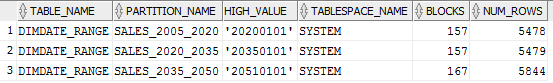 TABLE_NAME PARTITION_NAME HIGH_VALUE TABLESPACE_NAME BLOCKS NUM_ROWS
1 DIMDATE_RANGE SALES_2005_2020 '20200101' SYSTEM 157 5478
2 DIMDATE_RANGE SALES_2020_2035 '20350101' SYSTEM 157 5479
3 DIMDATE_RANGE SALES_2035_2050 '20510101' SYSTEM 167 5844